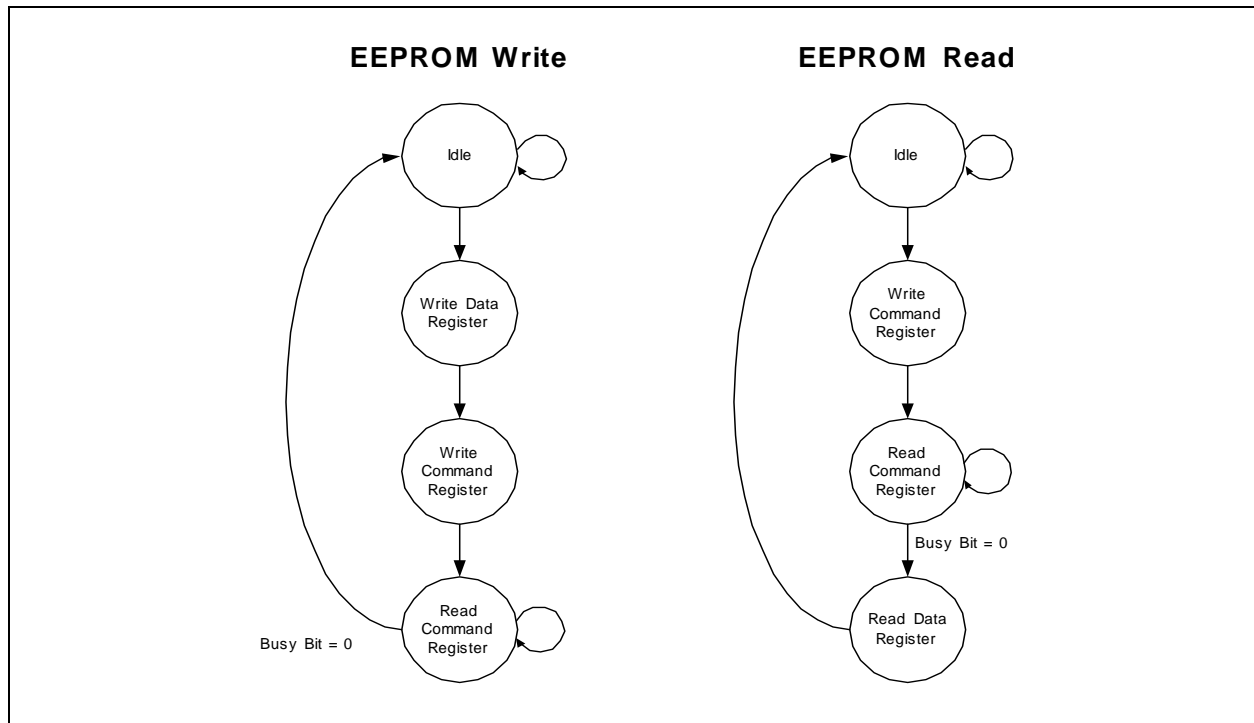 EEPROM Write
Idle
Write Data
Register
Write
Command
Register
Read
Command
Register
Busy Bit = 0
EEPROM Read
Idle
Write
Command
Register
Read
Command
Register
Busy Bit = 0
Read Data
Register